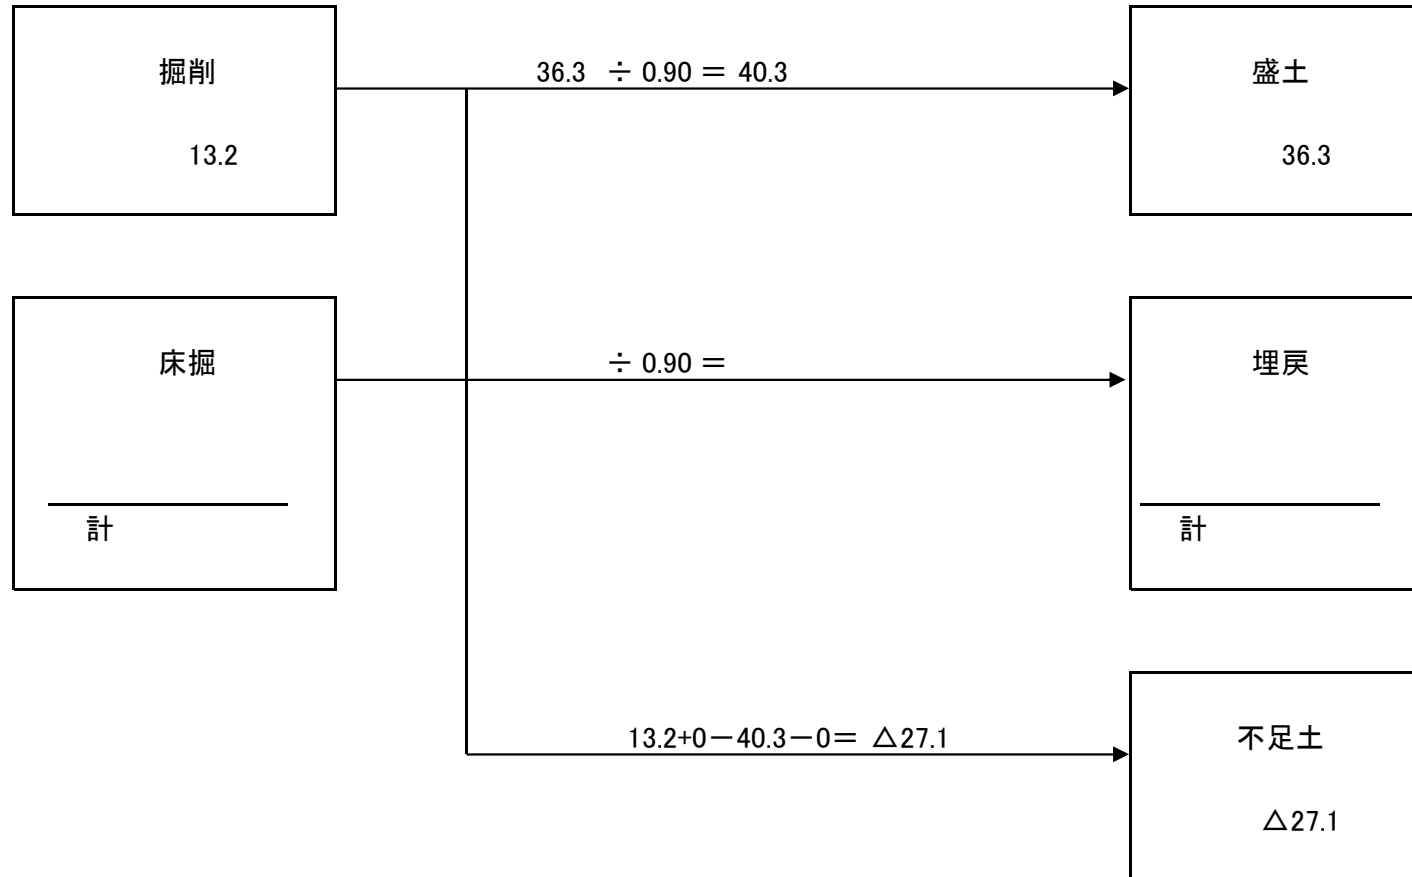 掘削
36.3 ÷ 0.90 = 40.3
盛土
13.2
36.3
床掘
÷ 0.90 =
埋戻
計
計
13.2+0－40.3－0＝ △27.1
不足土
△27.1